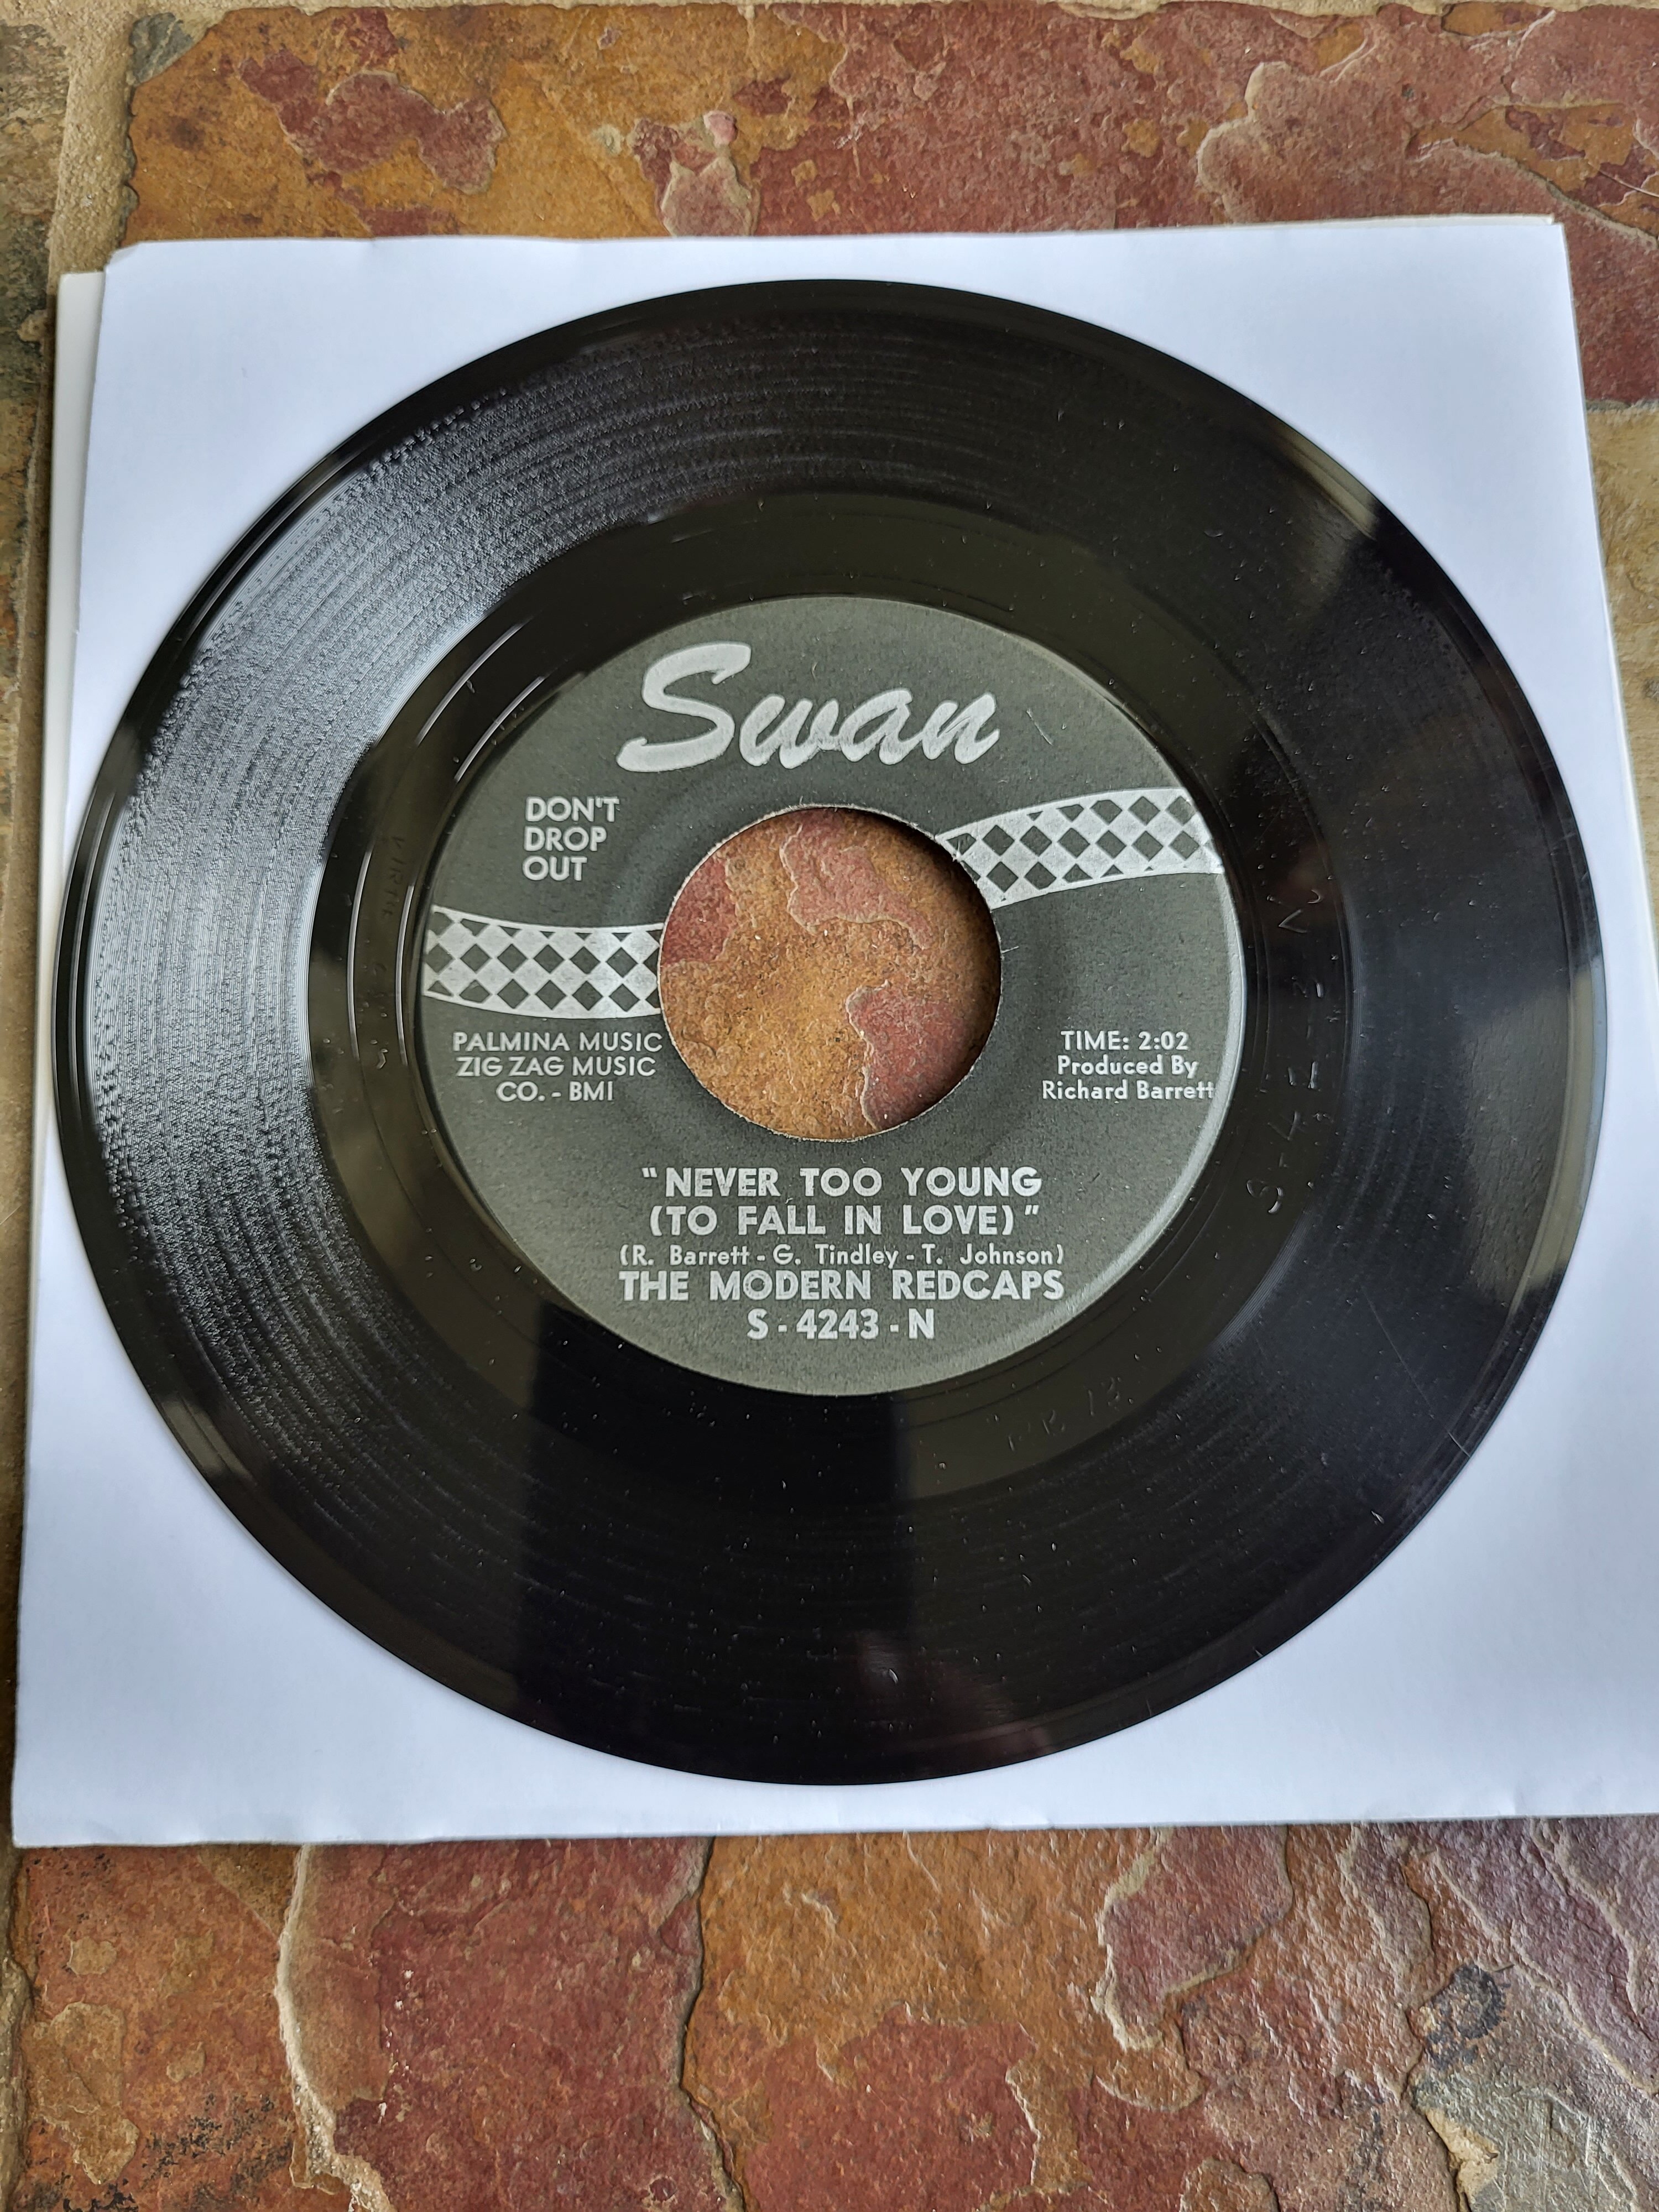 Swan
DON'T
DROP
OUT
PALMINA MUSIC
ZIG ZAG MUSIC
CO. - BMI
TIME: 2:02
Produced By
Richard Barrett
"NEVER TOO YOUNG
(TO FALL IN LOVE)"
(R. Barrett - G. Tindley - T. Johnson)
THE MODERN REDCAPS
S - 4243 - N